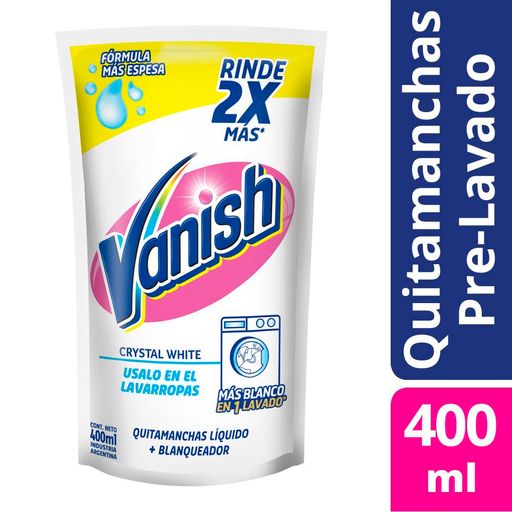 FÓRMULA
MÁS ESPESA
RINDE
2X
MÁS*
Vanish
CRYSTAL WHITE
USALO EN EL
LAVARROPAS
MÁS BLANCO
EN 1 LAVADO
CONT. NETO
400ml
INDUSTRIA
ARGENTINA
QUITAMANCHAS LÍQUIDO
+ BLANQUEADOR
Quitamanchas
Pre-Lavado
400
ml